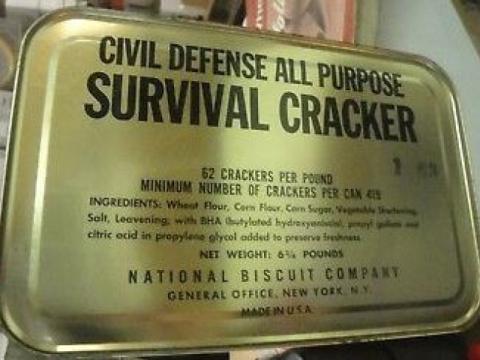 CIVIL DEFENSE ALL PURPOSE
SURVIVAL CRACKER
62 CRACKERS PER POUND
MINIMUM NUMBER OF CRACKERS PER CAN 419
INGREDIENTS: Wheat Flour, Corn Flour, Corn Sugar, Vegetable Shortening,
Salt, Leavening; with BHA (butylated hydroxyanisole), propyl gallate and
citric acid in propylene glycol added to preserve freshness.
NET WEIGHT: 6¾ POUNDS
NATIONAL BISCUIT COMPANY
GENERAL OFFICE, NEW YORK, N.Y.
MADE IN U.S.A.